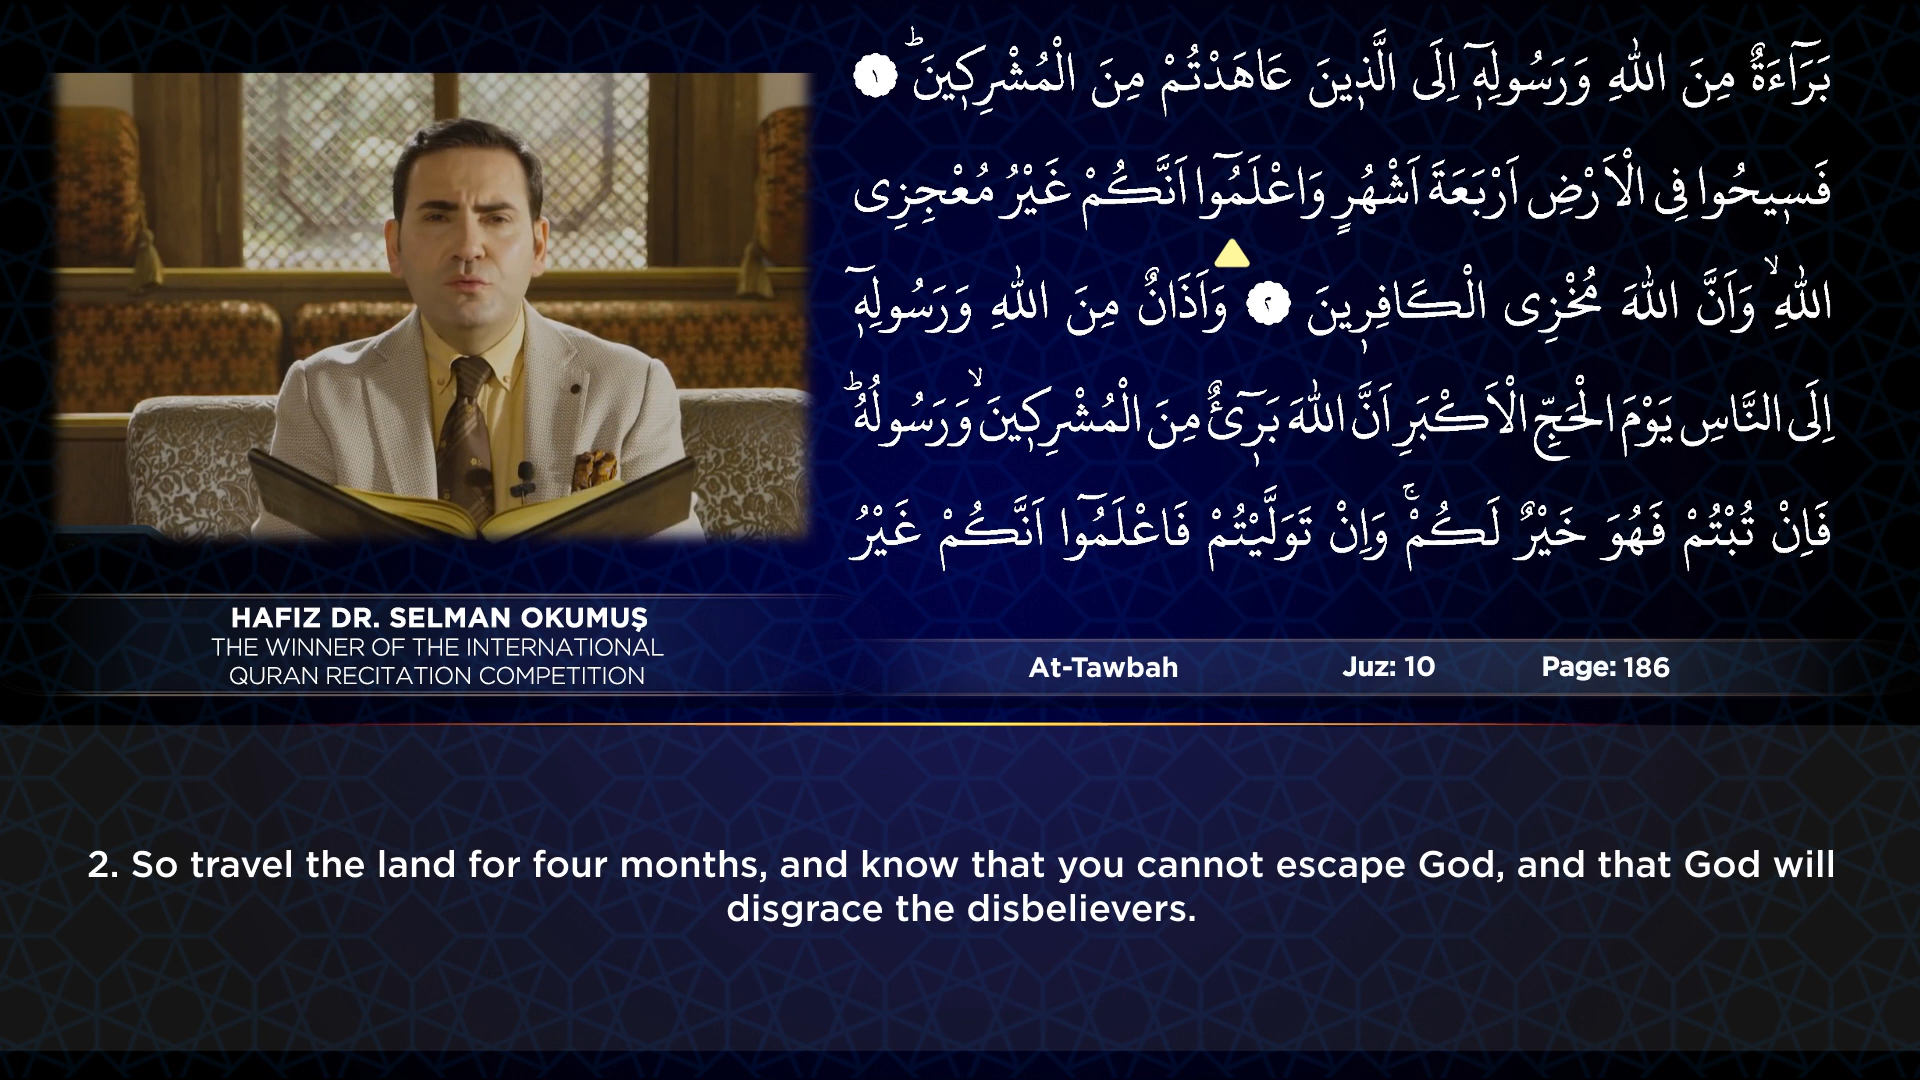 بَرَٓاءَةٌ مِنَ اللّٰهِ وَرَسُولِهٖٓ اِلَى الَّذٖينَ عَاهَدْتُمْ مِنَ الْمُشْرِكٖينَؕ ١
فَسٖيحُوا فِى الْاَرْضِ اَرْبَعَةَ اَشْهُرٍ وَاعْلَمُٓوا اَنَّكُمْ غَيْرُ مُعْجِزِى
اللّٰهِۙ وَاَنَّ اللّٰهَ مُخْزِى الْكَافِرٖينَ ٢ وَاَذَانٌ مِنَ اللّٰهِ وَرَسُولِهٖٓ
اِلَى النَّاسِ يَوْمَ الْحَجِّ الْاَكْبَرِ اَنَّ اللّٰهَ بَرٖٓىءٌ مِنَ الْمُشْرِكٖينَۙ وَرَسُولُهُؕ
فَاِنْ تُبْتُمْ فَهُوَ خَيْرٌ لَكُمْۚ وَاِنْ تَوَلَّيْتُمْ فَاعْلَمُٓوا اَنَّكُمْ غَيْرُ
HAFIZ DR. SELMAN OKUMUŞ
THE WINNER OF THE INTERNATIONAL
QURAN RECITATION COMPETITION
At-Tawbah Juz: 10 Page: 186
2. So travel the land for four months, and know that you cannot escape God, and that God will
disgrace the disbelievers.